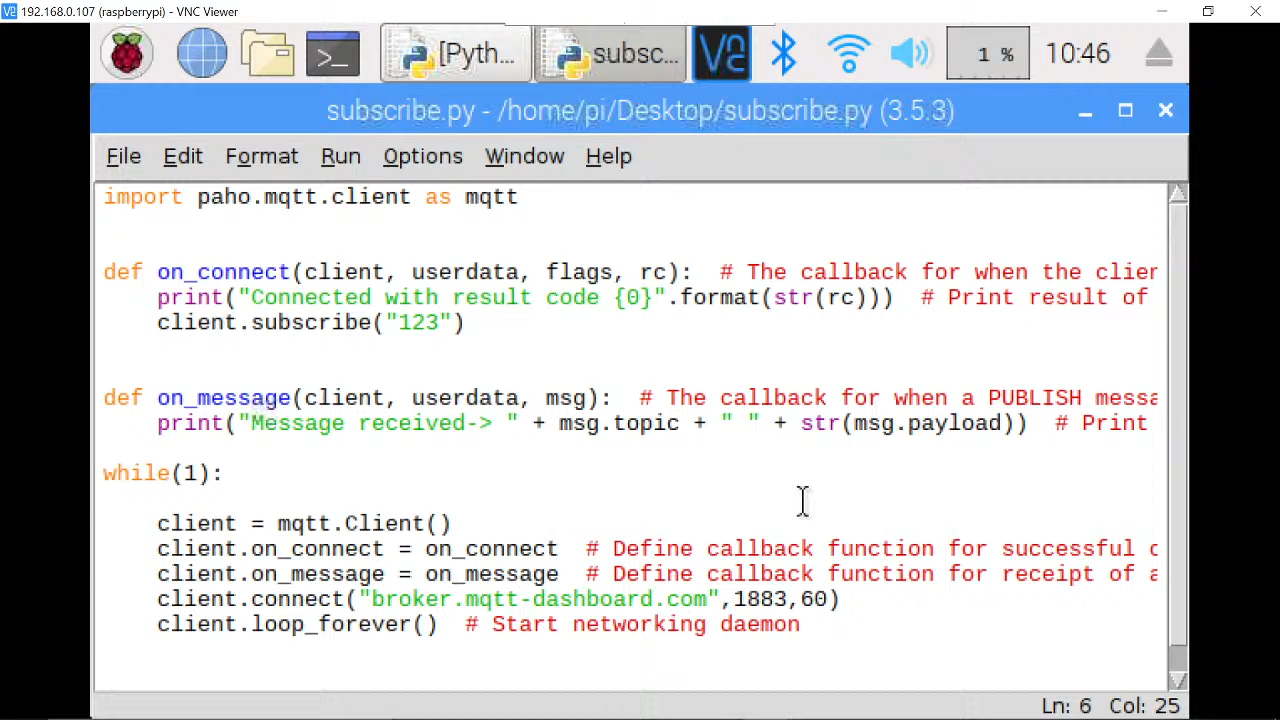 192.168.0.107 (raspberrypi) - VNC Viewer
[Pyth... subsc... 1 % 10:46
subscribe.py - /home/pi/Desktop/subscribe.py (3.5.3)
File Edit Format Run Options Window Help
import paho.mqtt.client as mqtt
def on_connect(client, userdata, flags, rc):  # The callback for when the clien
    print("Connected with result code {0}".format(str(rc)))  # Print result of
    client.subscribe("123")
def on_message(client, userdata, msg):  # The callback for when a PUBLISH messa
    print("Message received-> " + msg.topic + " " + str(msg.payload))  # Print
while(1):
    client = mqtt.Client()
    client.on_connect = on_connect  # Define callback function for successful c
    client.on_message = on_message  # Define callback function for receipt of a
    client.connect("broker.mqtt-dashboard.com",1883,60)
    client.loop_forever()  # Start networking daemon
Ln: 6 Col: 25